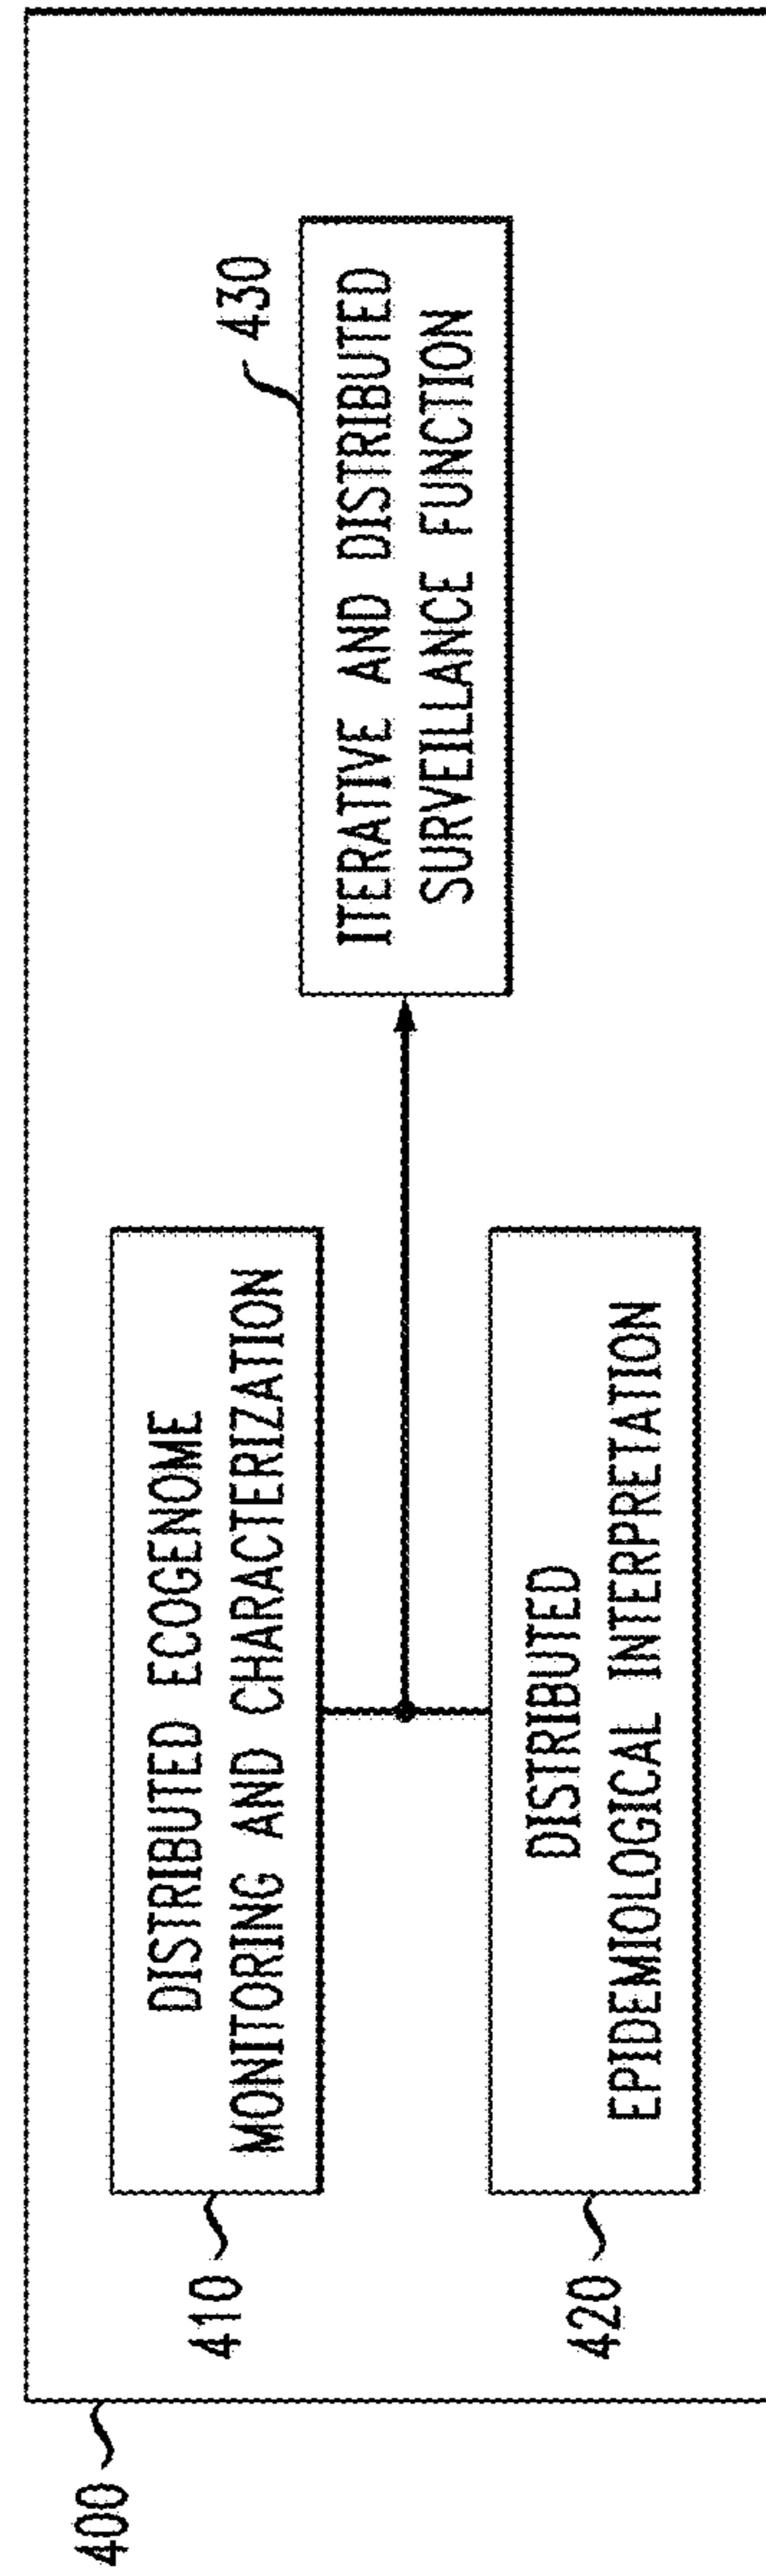 400
410
DISTRIBUTED ECOGENOME
MONITORING AND CHARACTERIZATION
420
DISTRIBUTED
EPIDEMIOLOGICAL INTERPRETATION
430
ITERATIVE AND DISTRIBUTED
SURVEILLANCE FUNCTION